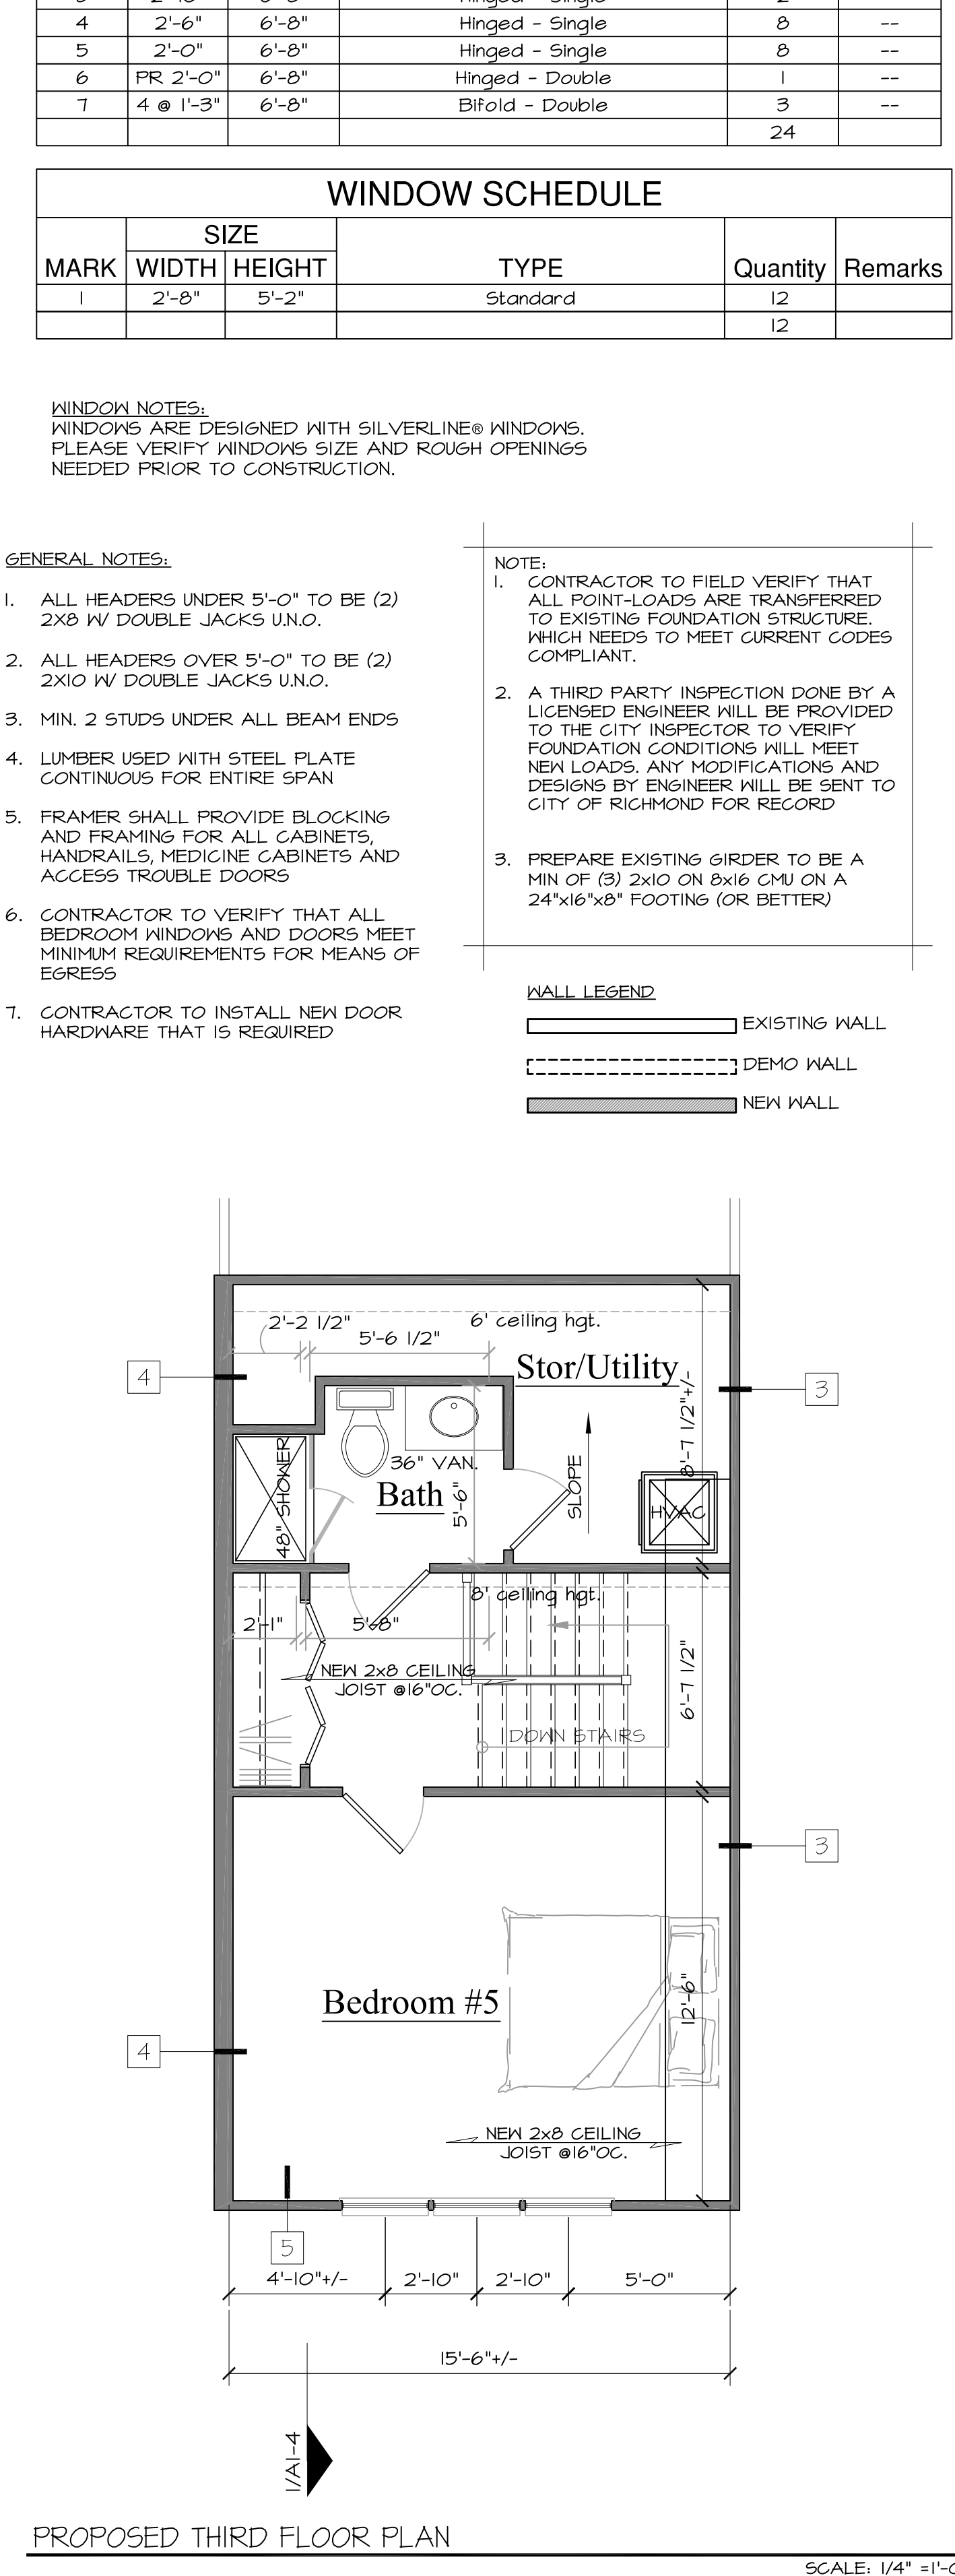 4 2'-6" 6'-8" Hinged - Single 8 --
5 2'-0" 6'-8" Hinged - Single 8 --
6 PR 2'-0" 6'-8" Hinged - Double 1 --
7 4 @ 1'-3" 6'-8" Bifold - Double 3 --
24
WINDOW SCHEDULE
SIZE
MARK WIDTH HEIGHT TYPE Quantity Remarks
1 2'-8" 5'-2" Standard 12
12
WINDOW NOTES:
WINDOWS ARE DESIGNED WITH SILVERLINE® WINDOWS.
PLEASE VERIFY WINDOWS SIZE AND ROUGH OPENINGS
NEEDED PRIOR TO CONSTRUCTION.
GENERAL NOTES:
1. ALL HEADERS UNDER 5'-0" TO BE (2)
2X8 W/ DOUBLE JACKS U.N.O.
2. ALL HEADERS OVER 5'-0" TO BE (2)
2X10 W/ DOUBLE JACKS U.N.O.
3. MIN. 2 STUDS UNDER ALL BEAM ENDS
4. LUMBER USED WITH STEEL PLATE
CONTINUOUS FOR ENTIRE SPAN
5. FRAMER SHALL PROVIDE BLOCKING
AND FRAMING FOR ALL CABINETS,
HANDRAILS, MEDICINE CABINETS AND
ACCESS TROUBLE DOORS
6. CONTRACTOR TO VERIFY THAT ALL
BEDROOM WINDOWS AND DOORS MEET
MINIMUM REQUIREMENTS FOR MEANS OF
EGRESS
7. CONTRACTOR TO INSTALL NEW DOOR
HARDWARE THAT IS REQUIRED
NOTE:
1. CONTRACTOR TO FIELD VERIFY THAT
ALL POINT-LOADS ARE TRANSFERRED
TO EXISTING FOUNDATION STRUCTURE.
WHICH NEEDS TO MEET CURRENT CODES
COMPLIANT.
2. A THIRD PARTY INSPECTION DONE BY A
LICENSED ENGINEER WILL BE PROVIDED
TO THE CITY INSPECTOR TO VERIFY
FOUNDATION CONDITIONS WILL MEET
NEW LOADS. ANY MODIFICATIONS AND
DESIGNS BY ENGINEER WILL BE SENT TO
CITY OF RICHMOND FOR RECORD
3. PREPARE EXISTING GIRDER TO BE A
MIN OF (3) 2x10 ON 8x16 CMU ON A
24"x16"x8" FOOTING (OR BETTER)
WALL LEGEND
EXISTING WALL
DEMO WALL
NEW WALL
2'-2 1/2"
6' ceiling hgt.
5'-6 1/2"
Stor/Utility
4
3
8'-7 1/2"+/-
48" SHOWER
36" VAN.
Bath
5'-6"
SLOPE
HVAC
8' ceiling hgt.
2'-1"
5'-8"
NEW 2x8 CEILING
JOIST @16"OC.
6'-7 1/2"
DOWN STAIRS
3
Bedroom #5
12'-6"
4
NEW 2x8 CEILING
JOIST @16"OC.
5
4'-10"+/- 2'-10" 2'-10" 5'-0"
15'-6"+/-
1/A1-4
PROPOSED THIRD FLOOR PLAN
SCALE: 1/4" =1'-